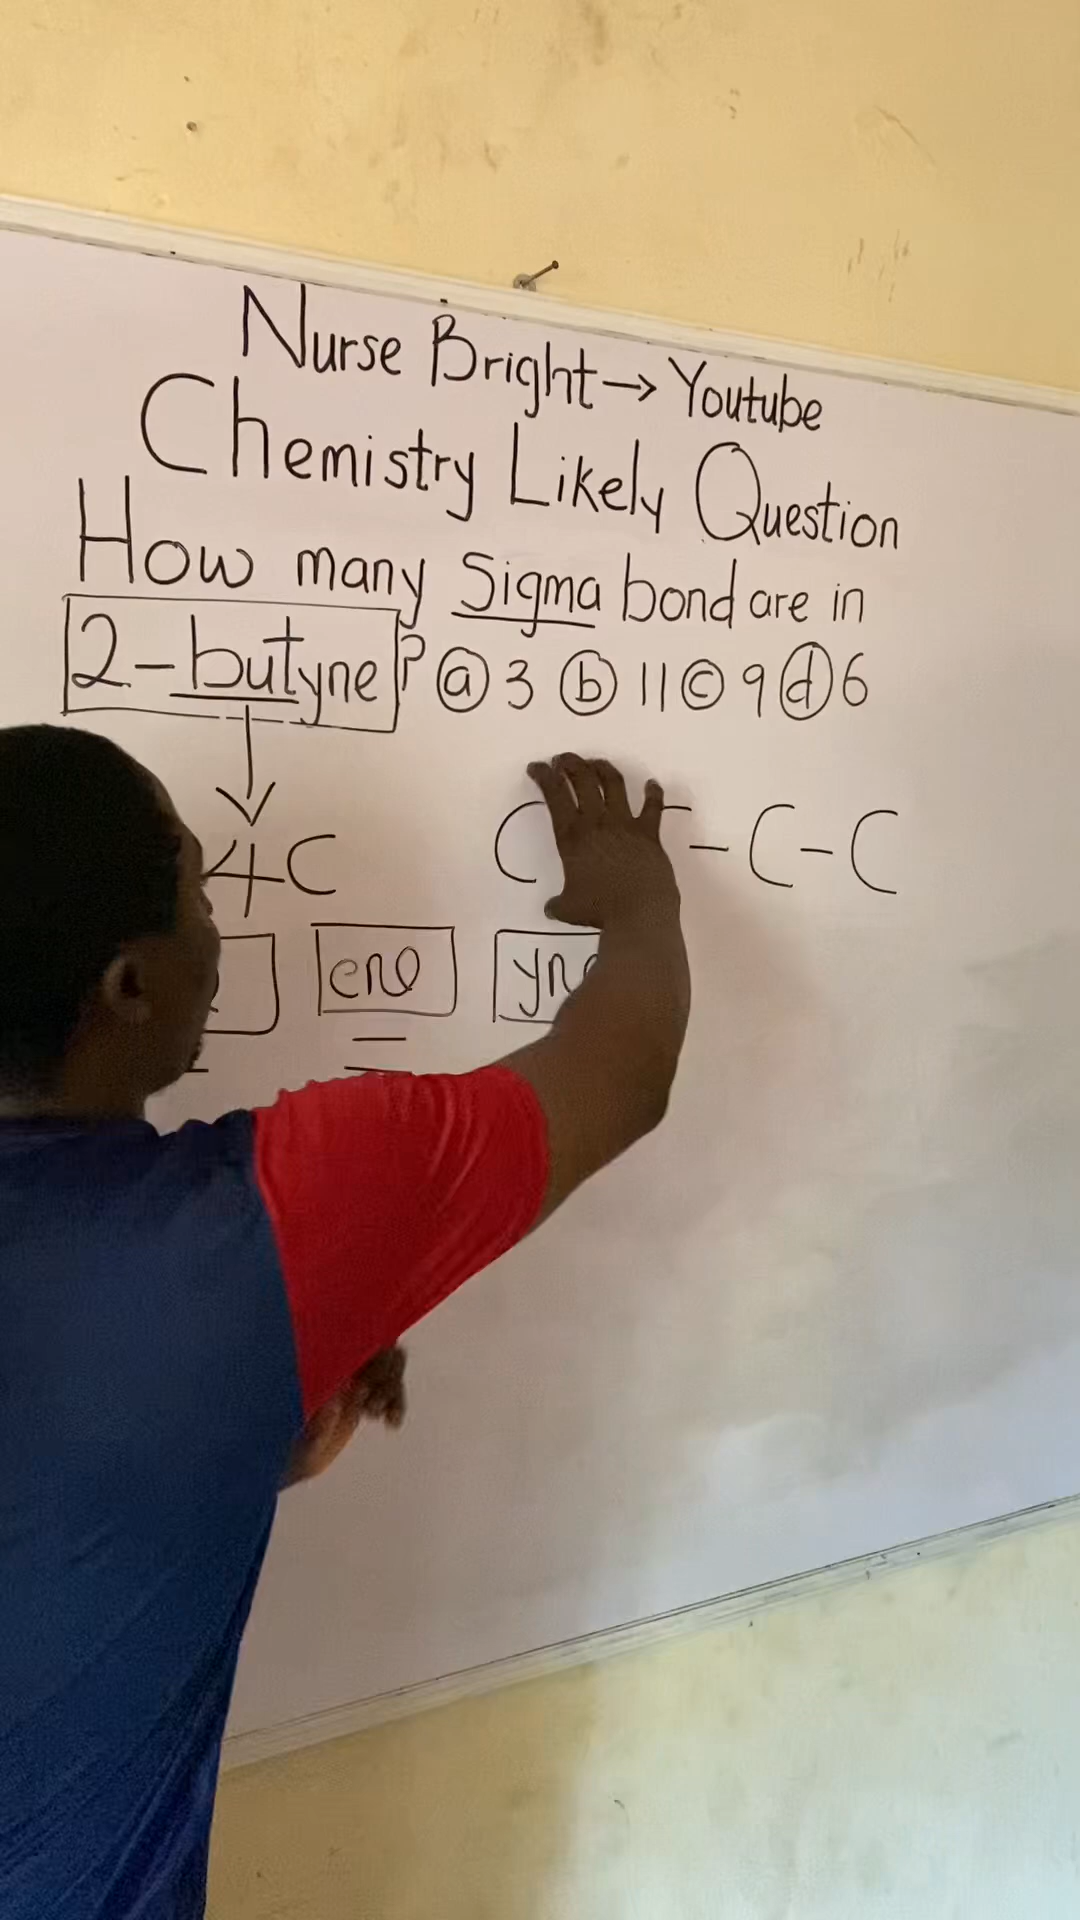 Nurse Bright → Youtube
Chemistry Likely Question
How many Sigma bond are in
2-butyne? ⓐ 3 ⓑ 11 ⓒ 9 ⓓ 6
4C C - C - C
ene